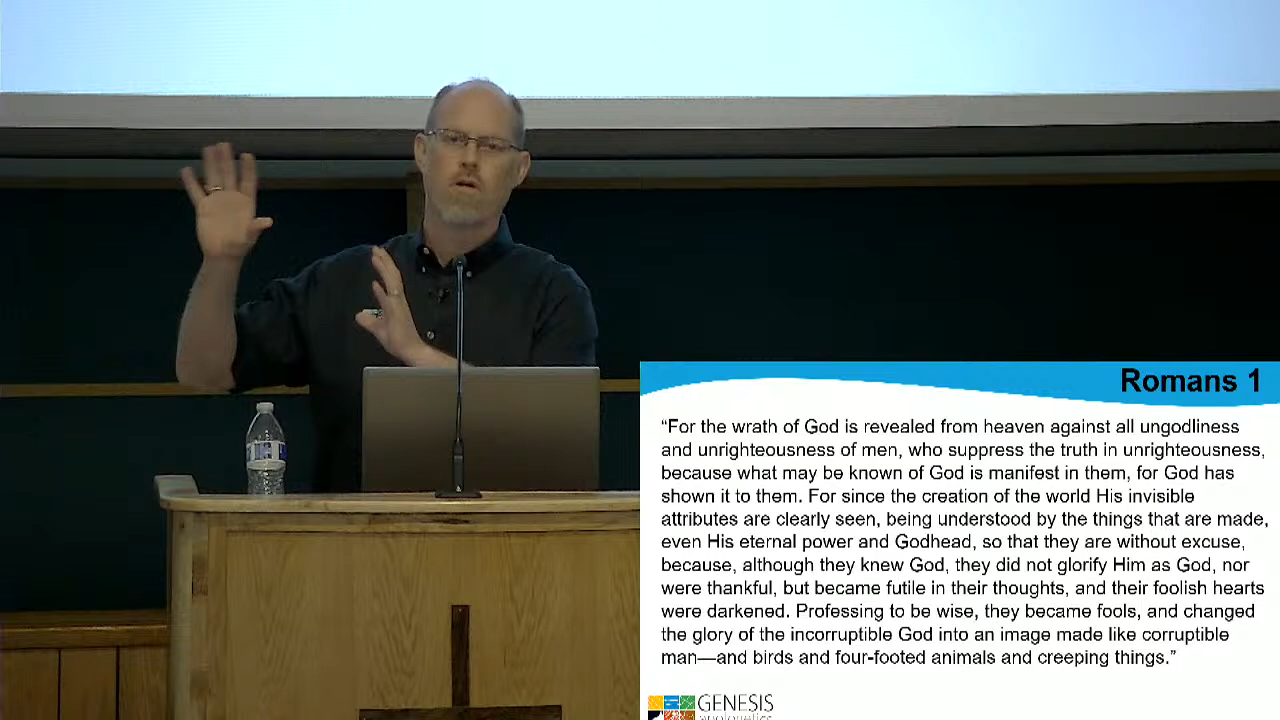 Romans 1
“For the wrath of God is revealed from heaven against all ungodliness
and unrighteousness of men, who suppress the truth in unrighteousness,
because what may be known of God is manifest in them, for God has
shown it to them. For since the creation of the world His invisible
attributes are clearly seen, being understood by the things that are made,
even His eternal power and Godhead, so that they are without excuse,
because, although they knew God, they did not glorify Him as God, nor
were thankful, but became futile in their thoughts, and their foolish hearts
were darkened. Professing to be wise, they became fools, and changed
the glory of the incorruptible God into an image made like corruptible
man—and birds and four-footed animals and creeping things.”
GENESIS
apologetics